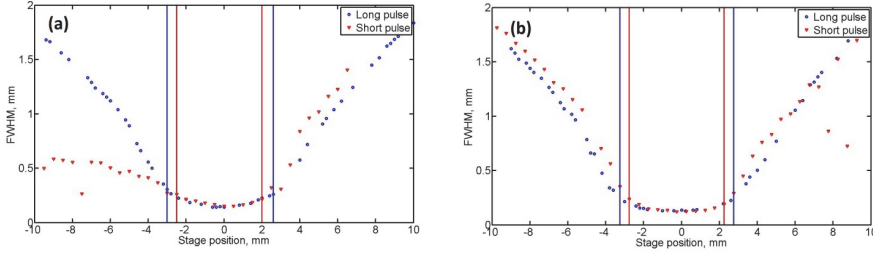 (a)
Long pulse
Short pulse
FWHM, mm
2
1.5
1
0.5
0
-10 -8 -6 -4 -2 0 2 4 6 8 10
Stage position, mm
(b)
Long pulse
Short pulse
FWHM, mm
2
1.5
1
0.5
0
-10 -8 -6 -4 -2 0 2 4 6 8 10
Stage position, mm